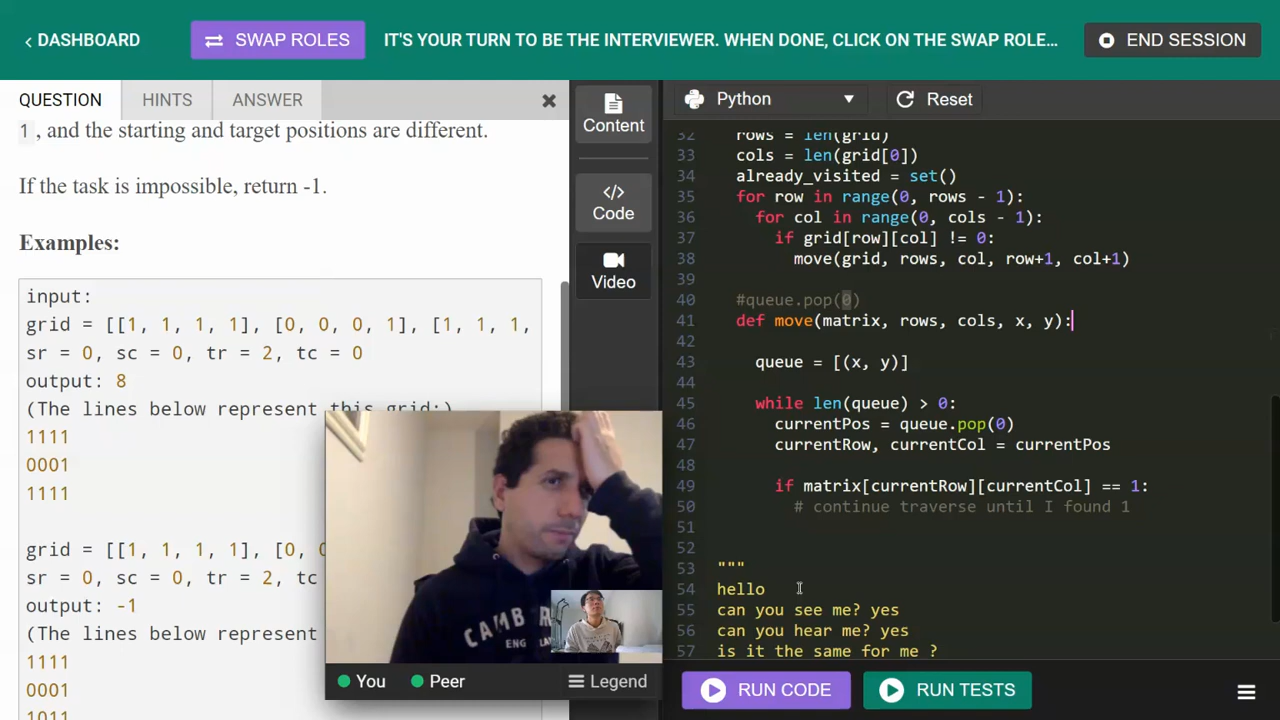 < DASHBOARD
SWAP ROLES
IT'S YOUR TURN TO BE THE INTERVIEWER. WHEN DONE, CLICK ON THE SWAP ROLE...
END SESSION
QUESTION
HINTS
ANSWER
1 , and the starting and target positions are different.
If the task is impossible, return -1.
Examples:
input:
grid = [[1, 1, 1, 1], [0, 0, 0, 1], [1, 1, 1,
sr = 0, sc = 0, tr = 2, tc = 0
output: 8
(The lines below represent this grid:)
1111
0001
1111
grid = [[1, 1, 1, 1], [0, 0
sr = 0, sc = 0, tr = 2, tc
output: -1
(The lines below represent
1111
0001
1011
Content
Code
Video
CAMB
ENG
You
Peer
Legend
Python
Reset
32 rows = len(grid)
33 cols = len(grid[0])
34 already_visited = set()
35 for row in range(0, rows - 1):
36 for col in range(0, cols - 1):
37 if grid[row][col] != 0:
38 move(grid, rows, col, row+1, col+1)
39
40 #queue.pop(0)
41 def move(matrix, rows, cols, x, y):
42
43 queue = [(x, y)]
44
45 while len(queue) > 0:
46 currentPos = queue.pop(0)
47 currentRow, currentCol = currentPos
48
49 if matrix[currentRow][currentCol] == 1:
50 # continue traverse until I found 1
51
52
53 """
54 hello
55 can you see me? yes
56 can you hear me? yes
57 is it the same for me ?
RUN CODE
RUN TESTS